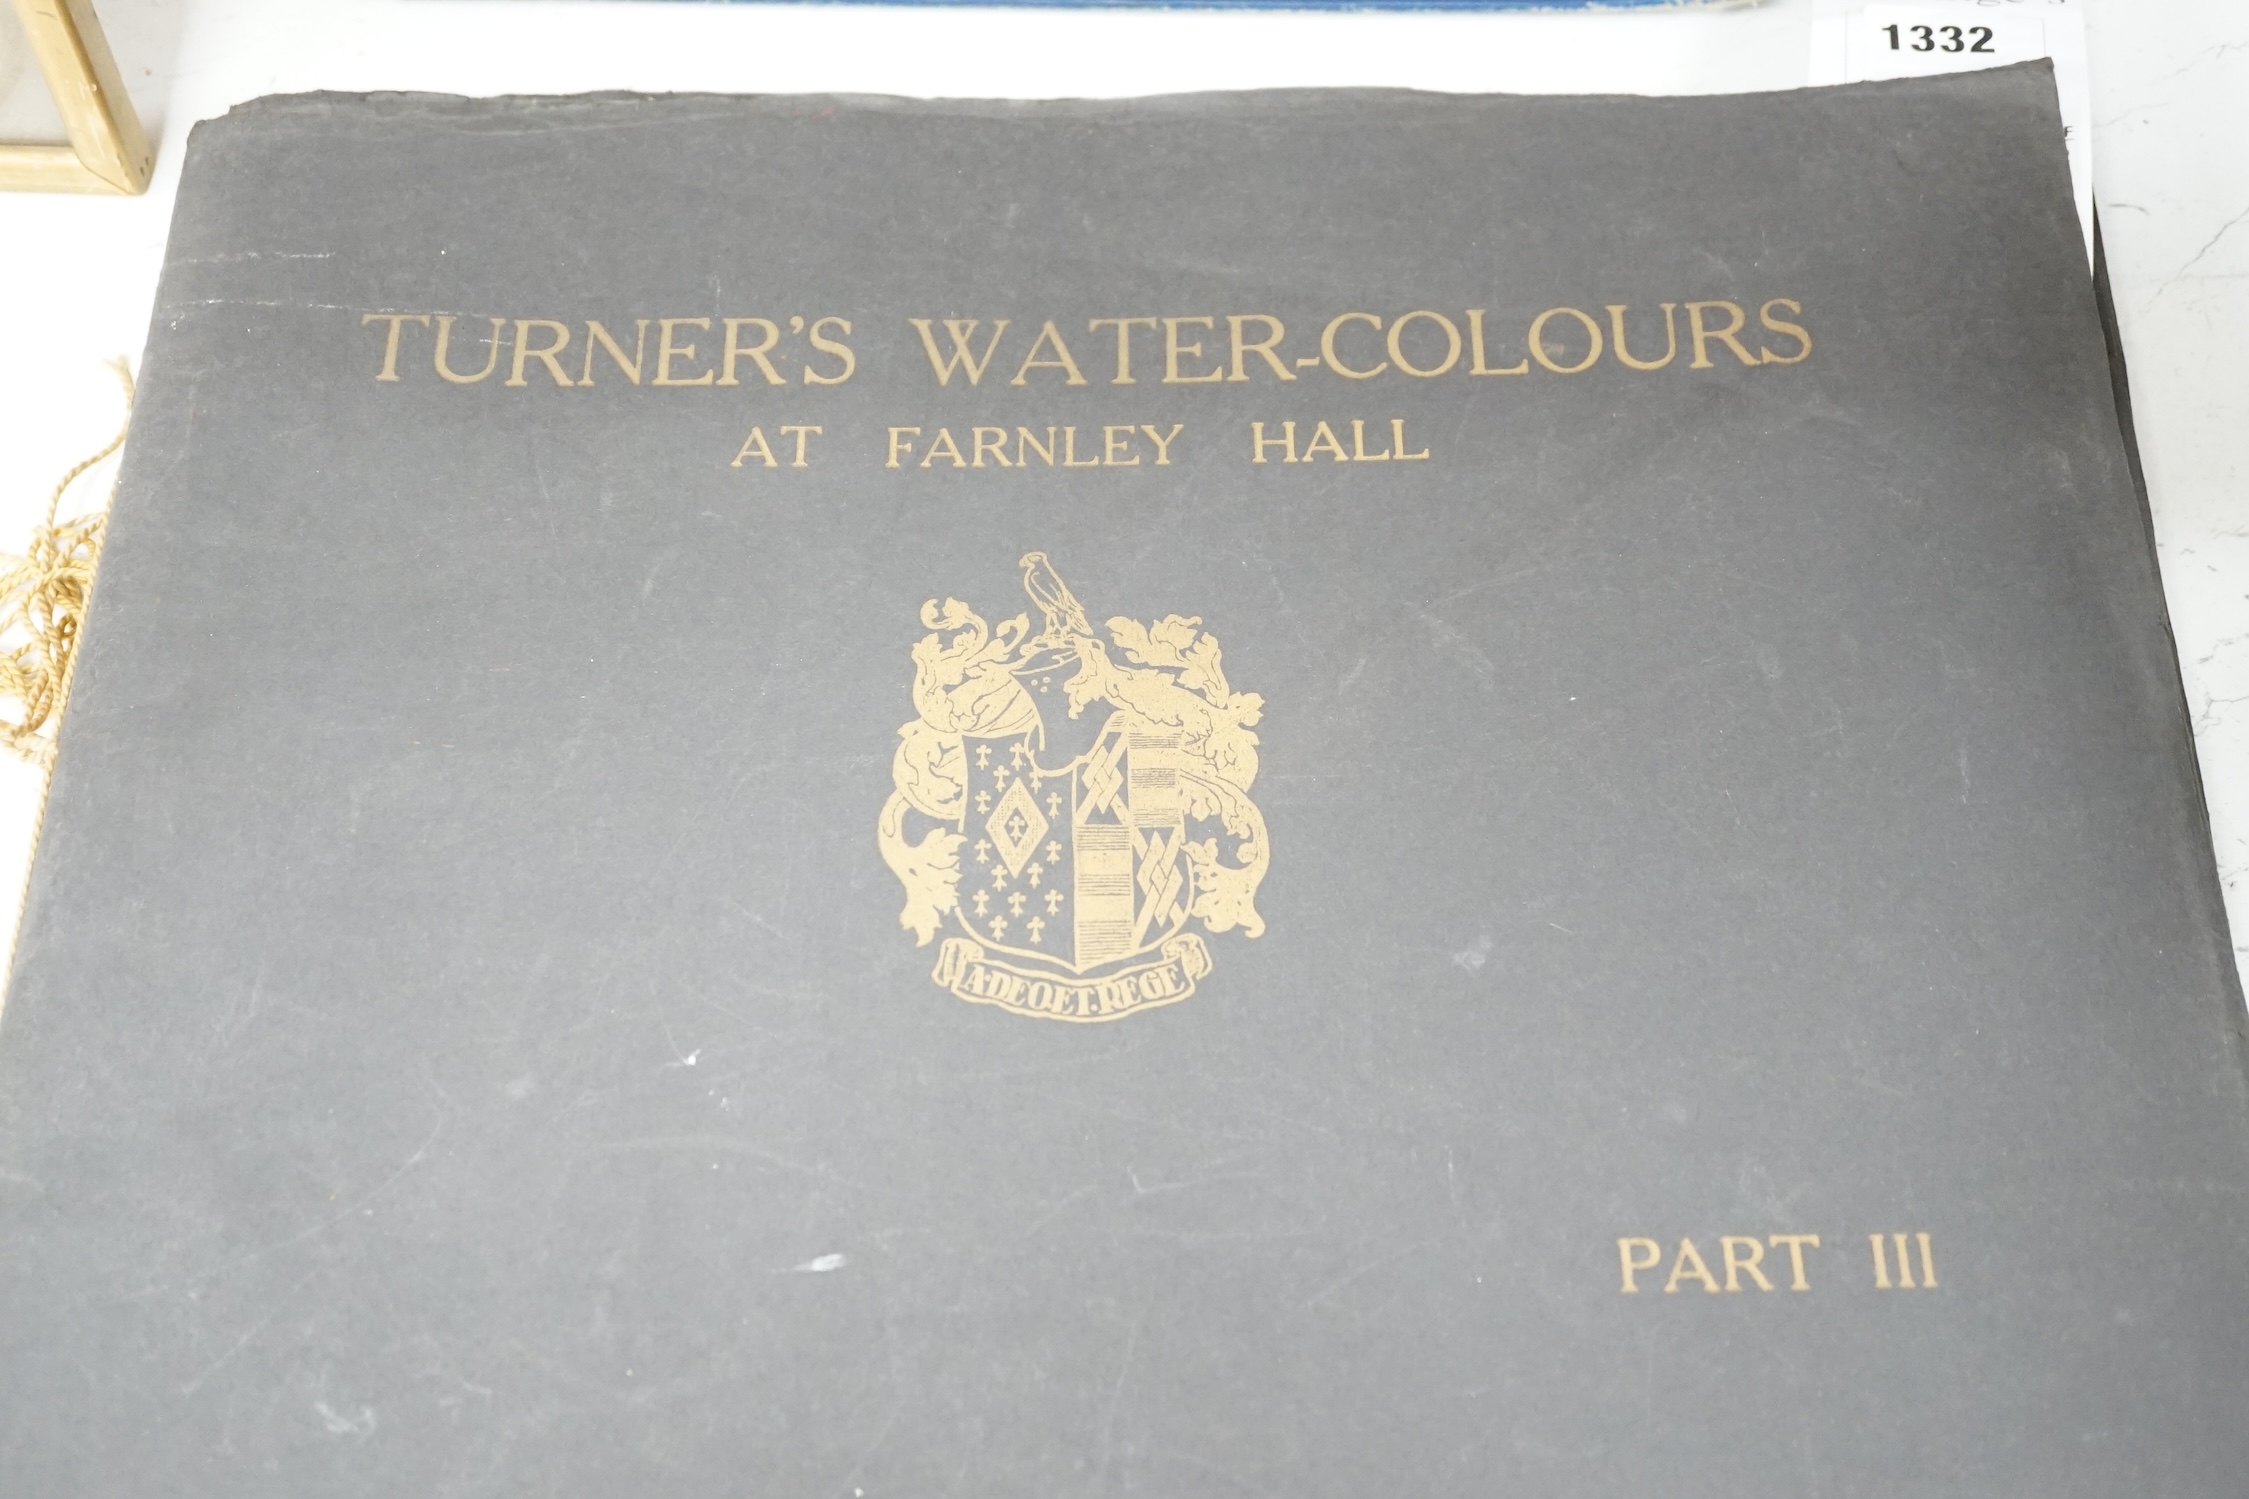 1332
TURNER'S WATER-COLOURS
AT FARNLEY HALL
A·DEO·ET·REGE
PART III